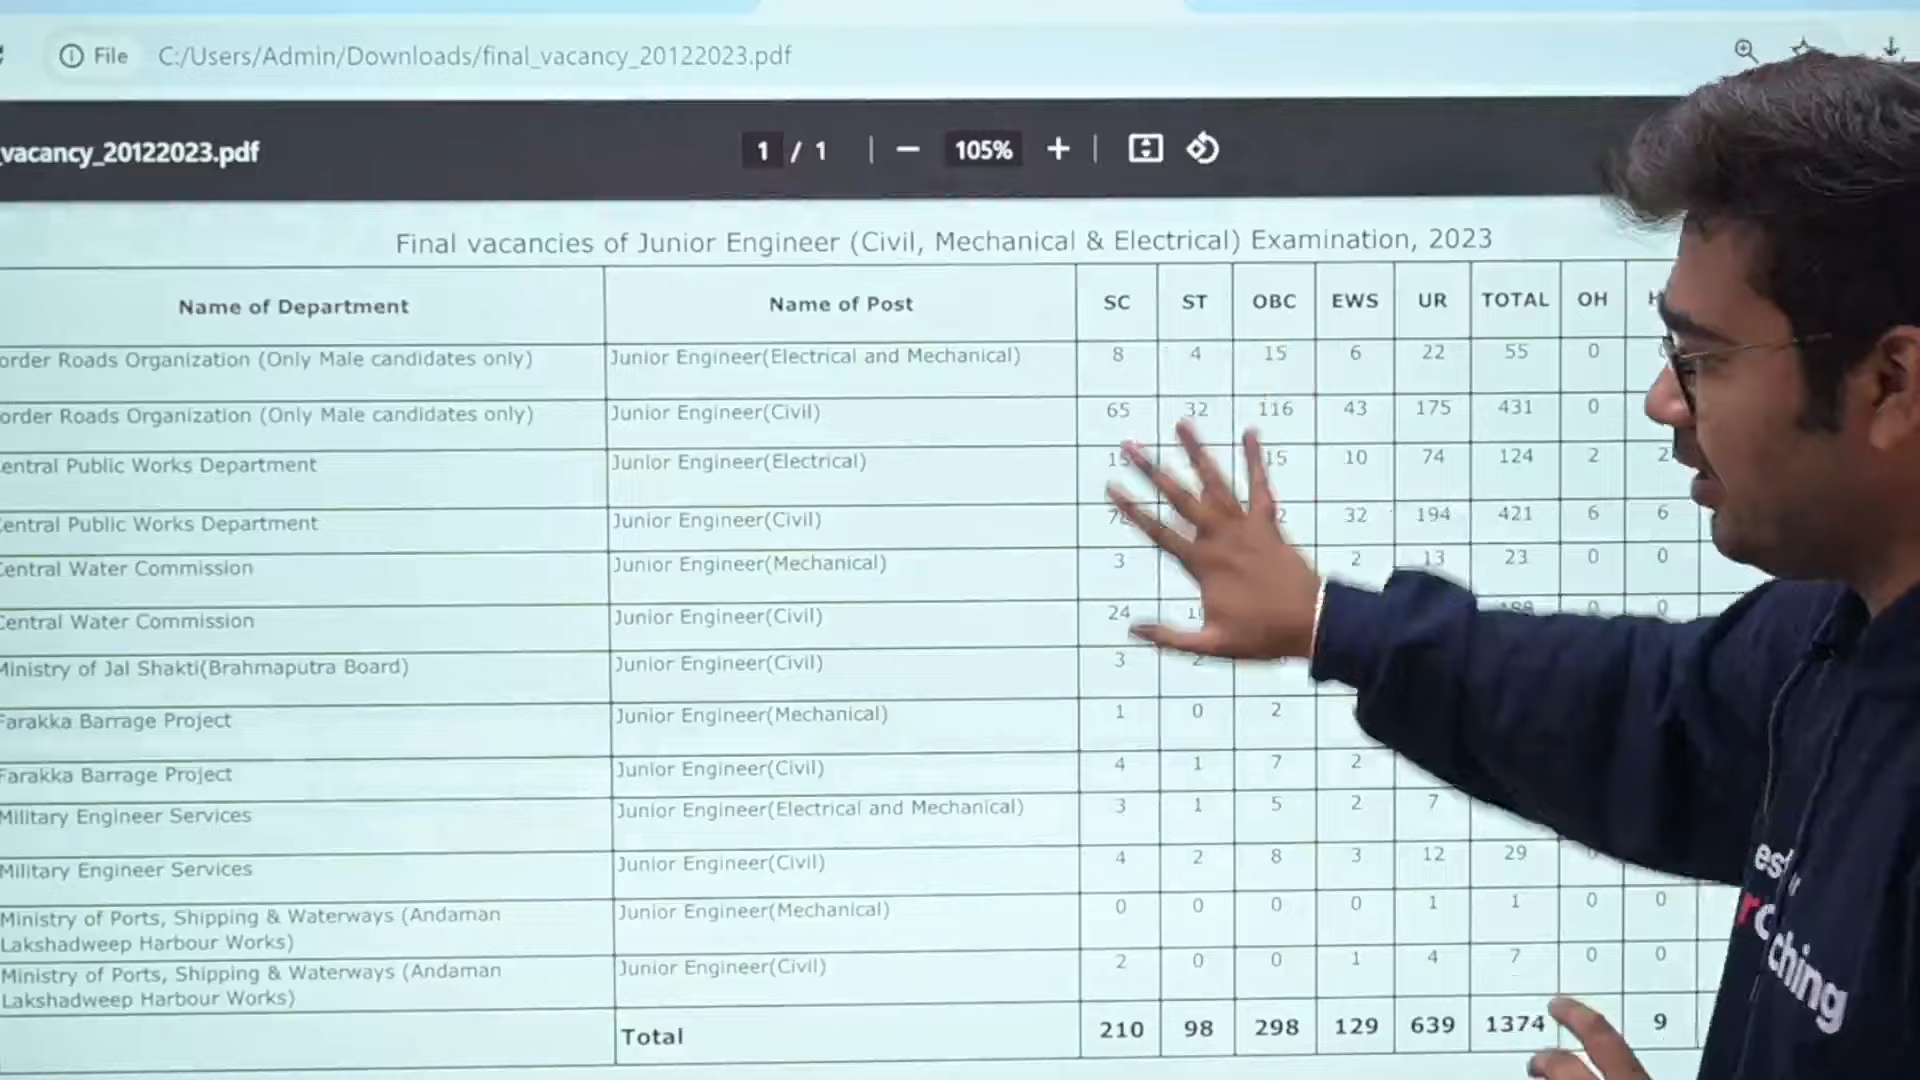 File C:/Users/Admin/Downloads/final_vacancy_20122023.pdf
_vacancy_20122023.pdf 1 / 1 | − 105% + |
Final vacancies of Junior Engineer (Civil, Mechanical & Electrical) Examination, 2023
Name of Department Name of Post SC ST OBC EWS UR TOTAL OH H
order Roads Organization (Only Male candidates only) Junior Engineer(Electrical and Mechanical) 8 4 15 6 22 55 0
order Roads Organization (Only Male candidates only) Junior Engineer(Civil) 65 32 116 43 175 431 0
entral Public Works Department Junior Engineer(Electrical) 15 10 74 124 2 2
Central Public Works Department Junior Engineer(Civil) 32 194 421 6 6
Central Water Commission Junior Engineer(Mechanical) 3 2 13 23 0 0
Central Water Commission Junior Engineer(Civil) 24 0
Ministry of Jal Shakti(Brahmaputra Board) Junior Engineer(Civil) 3
Farakka Barrage Project Junior Engineer(Mechanical) 1 0 2
Farakka Barrage Project Junior Engineer(Civil) 4 1 7 2
Military Engineer Services Junior Engineer(Electrical and Mechanical) 3 1 5 2 7
Military Engineer Services Junior Engineer(Civil) 4 2 8 3 12 29
Ministry of Ports, Shipping & Waterways (Andaman
Lakshadweep Harbour Works) Junior Engineer(Mechanical) 0 0 0 0 1 1 0 0
Ministry of Ports, Shipping & Waterways (Andaman
Lakshadweep Harbour Works) Junior Engineer(Civil) 2 0 0 1 4 7 0 0
Total 210 98 298 129 639 1374 9
ching